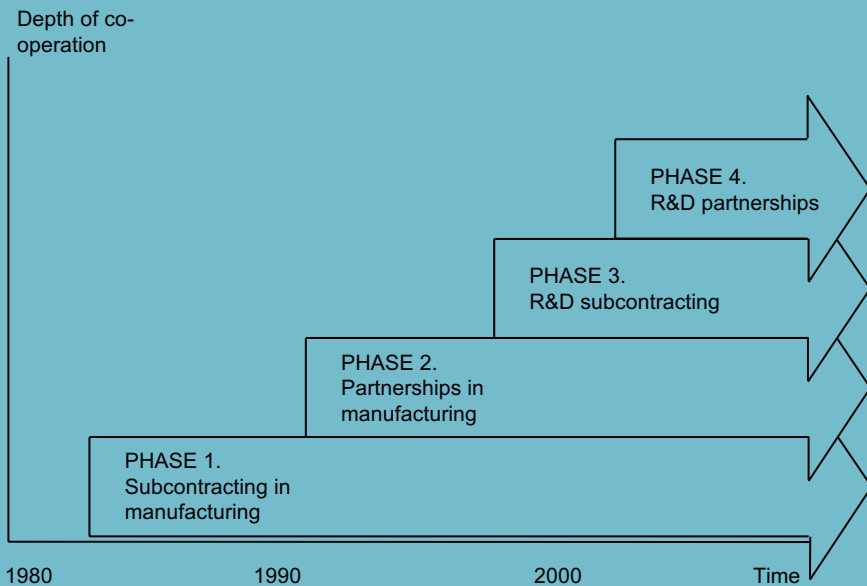 Depth of co-
operation
PHASE 4.
R&D partnerships
PHASE 3.
R&D subcontracting
PHASE 2.
Partnerships in
manufacturing
PHASE 1.
Subcontracting in
manufacturing
1980 1990 2000 Time